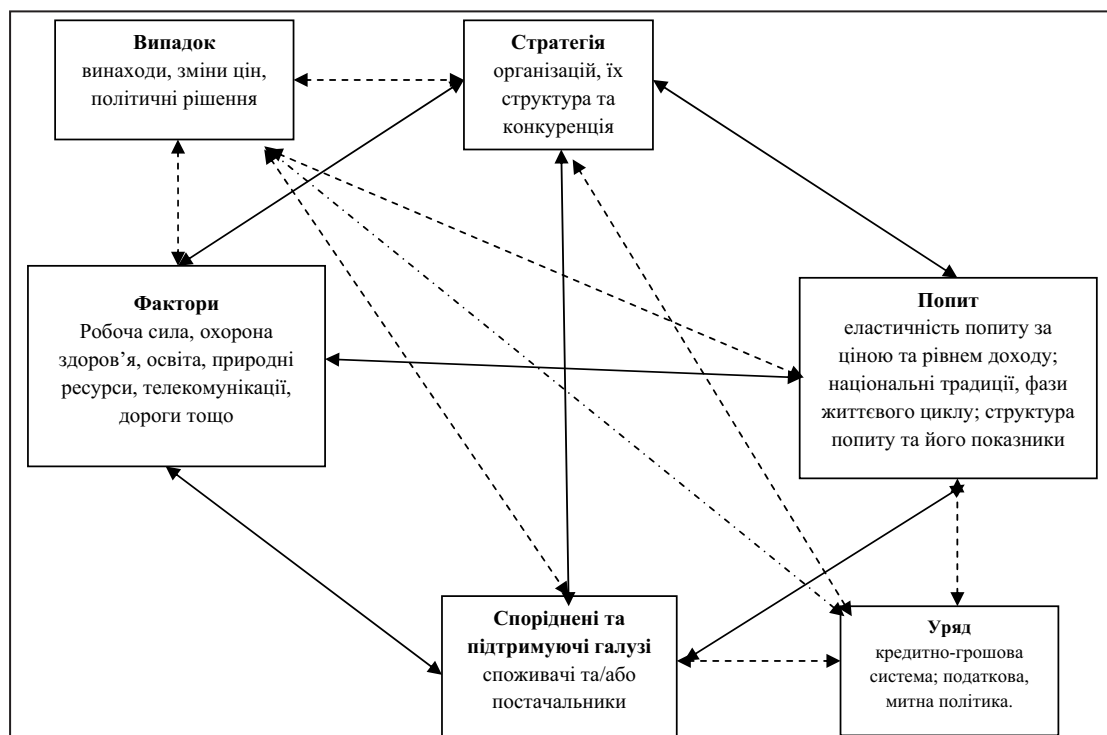 Випадок
винаходи, зміни цін,
політичні рішення
Стратегія
організацій, їх
структура та
конкуренція
Фактори
Робоча сила, охорона
здоров’я, освіта, природні
ресурси, телекомунікації,
дороги тощо
Попит
еластичність попиту за
ціною та рівнем доходу;
національні традиції, фази
життєвого циклу; структура
попиту та його показники
Споріднені та
підтримуючі галузі
споживачі та/або
постачальники
Уряд
кредитно-грошова
система; податкова,
митна політика.